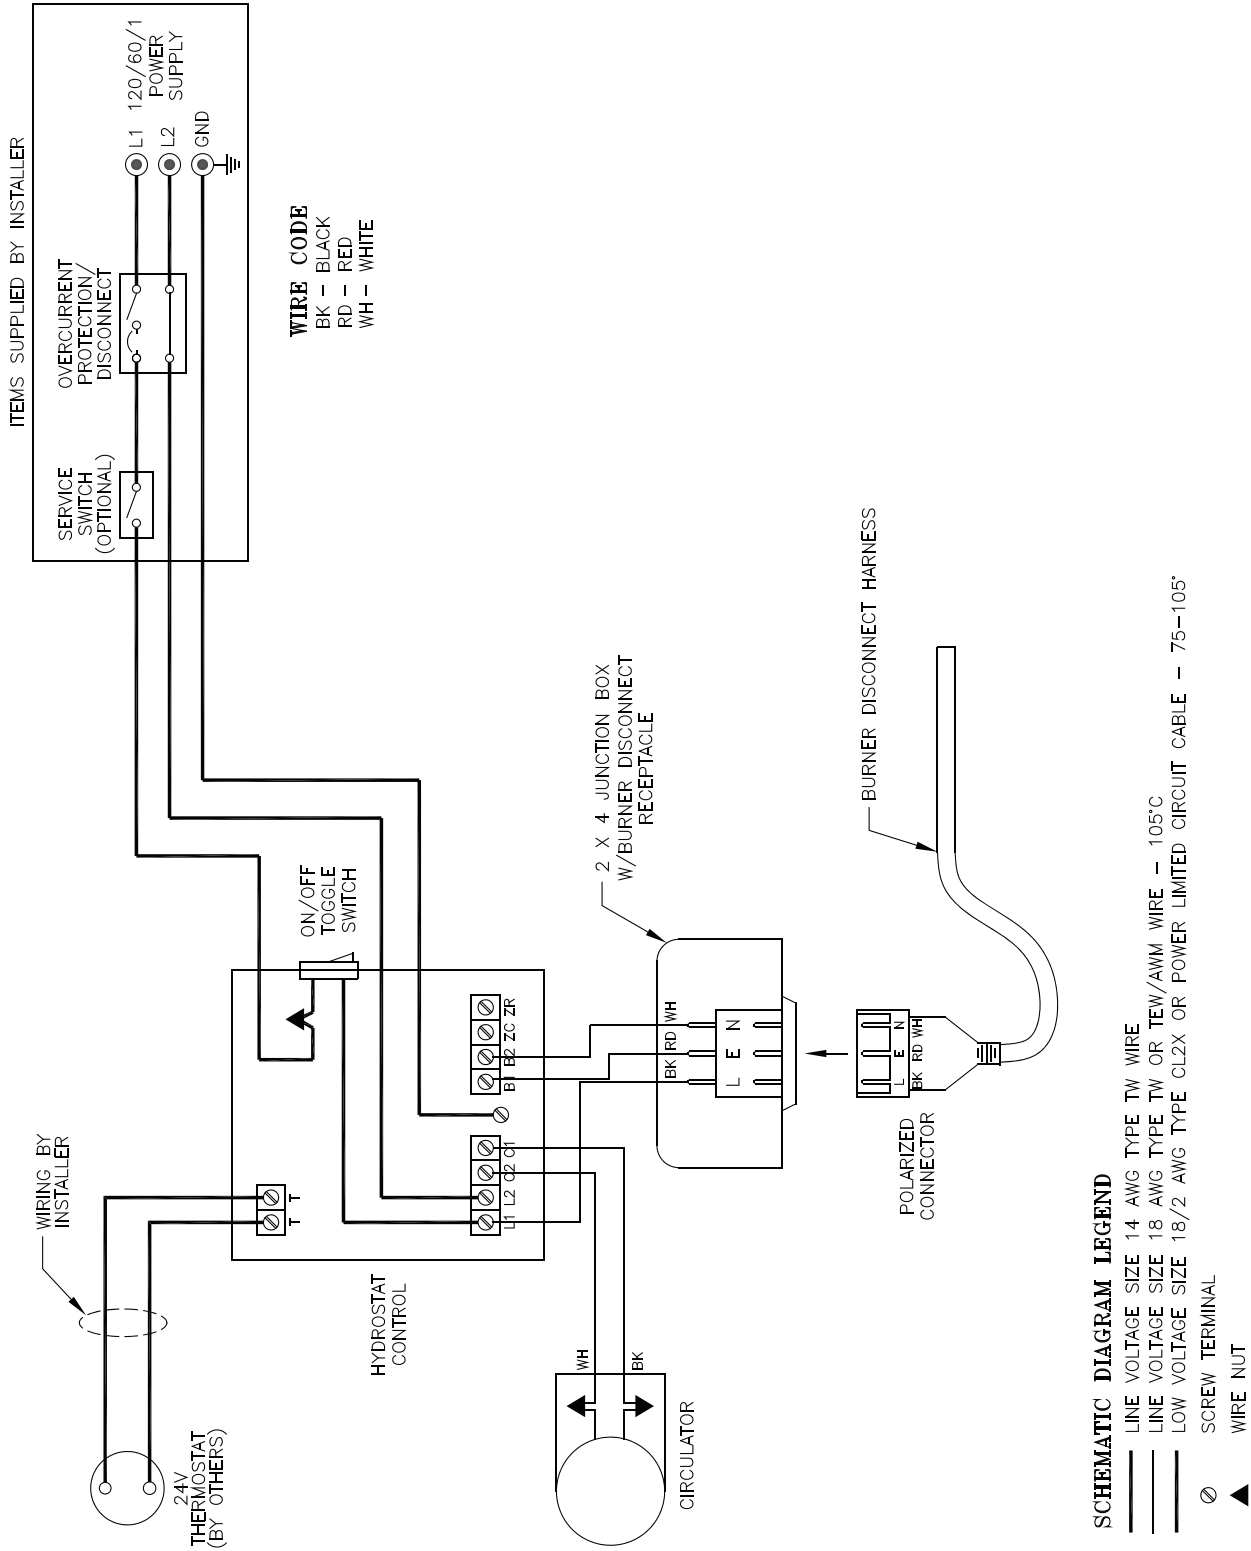 ITEMS SUPPLIED BY INSTALLER
SERVICE
SWITCH
(OPTIONAL)
OVERCURRENT
PROTECTION/
DISCONNECT
L1
L2
GND
120/60/1
POWER
SUPPLY
WIRE CODE
BK – BLACK
RD – RED
WH – WHITE
WIRING BY
INSTALLER
24V
THERMOSTAT
(BY OTHERS)
T
T
ON/OFF
TOGGLE
SWITCH
HYDROSTAT
CONTROL
L1
L2
C2
C1
B1
B2
ZC
ZR
WH
BK
CIRCULATOR
2 X 4 JUNCTION BOX
W/BURNER DISCONNECT
RECEPTACLE
BK
RD
WH
L
E
N
L
E
N
BK
RD
WH
POLARIZED
CONNECTOR
BURNER DISCONNECT HARNESS
SCHEMATIC DIAGRAM LEGEND
LINE VOLTAGE SIZE 14 AWG TYPE TW WIRE
LINE VOLTAGE SIZE 18 AWG TYPE TW OR TEW/AWM WIRE – 105°C
LOW VOLTAGE SIZE 18/2 AWG TYPE CL2X OR POWER LIMITED CIRCUIT CABLE – 75–105°
SCREW TERMINAL
WIRE NUT